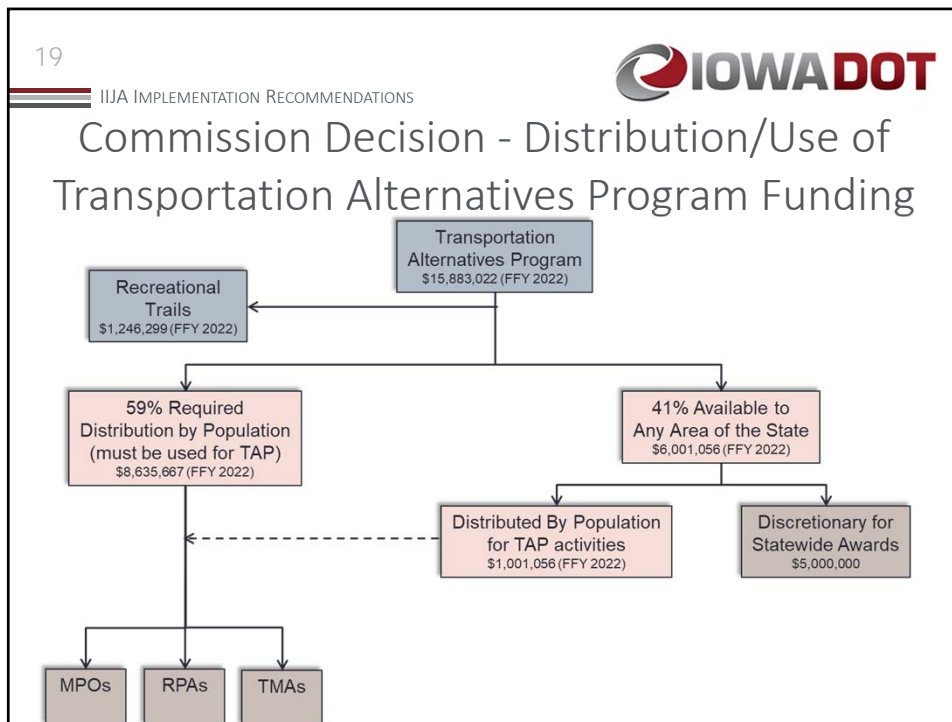 19
IOWADOT
IIJA IMPLEMENTATION RECOMMENDATIONS
Commission Decision - Distribution/Use of
Transportation Alternatives Program Funding
Transportation
Alternatives Program
$15,883,022 (FFY 2022)
Recreational
Trails
$1,246,299 (FFY 2022)
59% Required
Distribution by Population
(must be used for TAP)
$8,635,667 (FFY 2022)
41% Available to
Any Area of the State
$6,001,056 (FFY 2022)
Distributed By Population
for TAP activities
$1,001,056 (FFY 2022)
Discretionary for
Statewide Awards
$5,000,000
MPOs
RPAs
TMAs